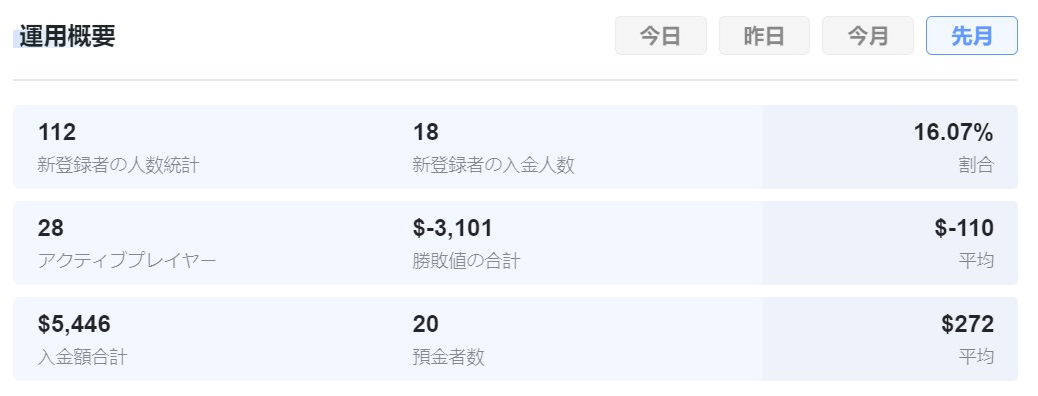 運用概要
今日 昨日 今月 先月
112 18 16.07%
新登録者の人数統計 新登録者の入金人数 割合
28 $-3,101 $-110
アクティブプレイヤー 勝敗値の合計 平均
$5,446 20 $272
入金額合計 預金者数 平均